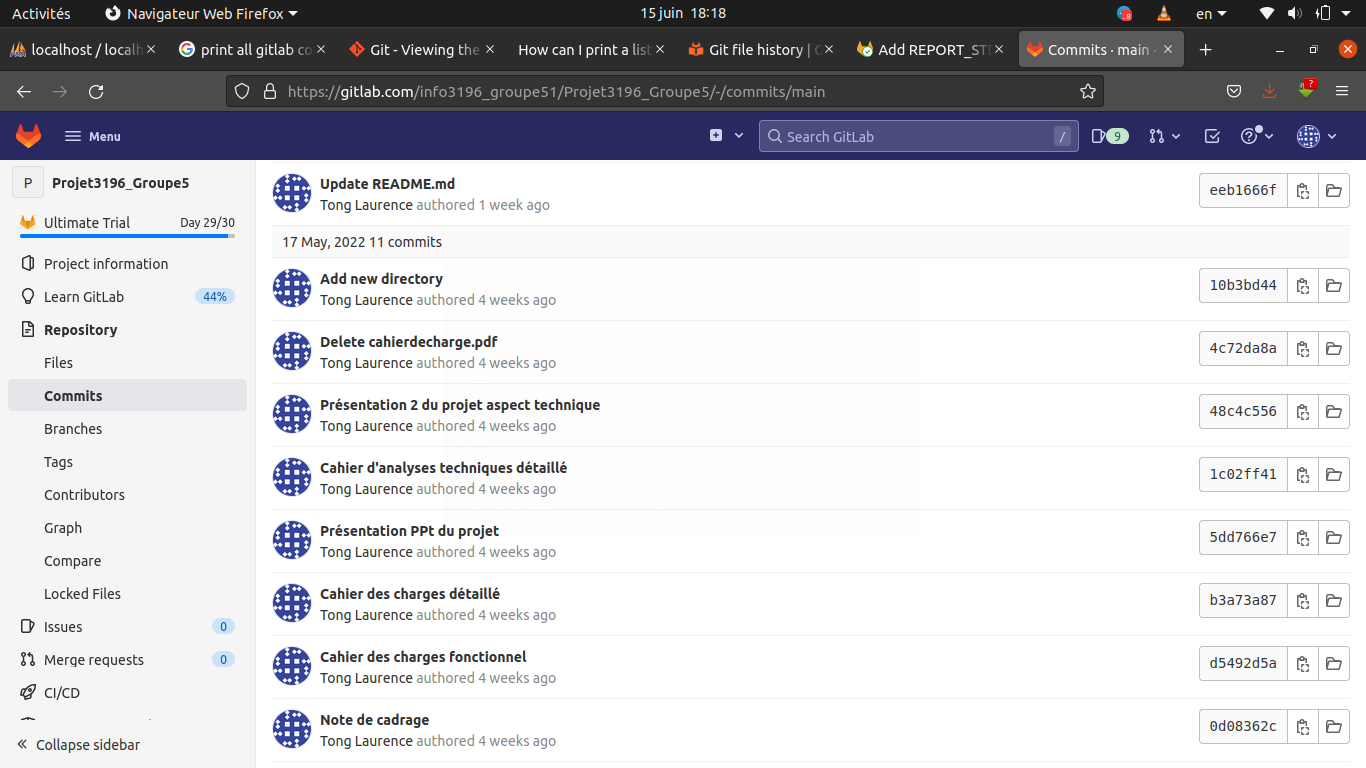 Activités Navigateur Web Firefox 15 juin 18:18 en
localhost / localh print all gitlab co Git - Viewing the How can I print a list Git file history | C Add REPORT_STD Commits · main ·
https://gitlab.com/info3196_groupe51/Projet3196_Groupe5/-/commits/main
Menu Search GitLab / 9
P Projet3196_Groupe5
Ultimate Trial Day 29/30
Project information
Learn GitLab 44%
Repository
Files
Commits
Branches
Tags
Contributors
Graph
Compare
Locked Files
Issues 0
Merge requests 0
CI/CD
Collapse sidebar
Update README.md
Tong Laurence authored 1 week ago
eeb1666f
17 May, 2022 11 commits
Add new directory
Tong Laurence authored 4 weeks ago
10b3bd44
Delete cahierdecharge.pdf
Tong Laurence authored 4 weeks ago
4c72da8a
Présentation 2 du projet aspect technique
Tong Laurence authored 4 weeks ago
48c4c556
Cahier d'analyses techniques détaillé
Tong Laurence authored 4 weeks ago
1c02ff41
Présentation PPt du projet
Tong Laurence authored 4 weeks ago
5dd766e7
Cahier des charges détaillé
Tong Laurence authored 4 weeks ago
b3a73a87
Cahier des charges fonctionnel
Tong Laurence authored 4 weeks ago
d5492d5a
Note de cadrage
Tong Laurence authored 4 weeks ago
0d08362c